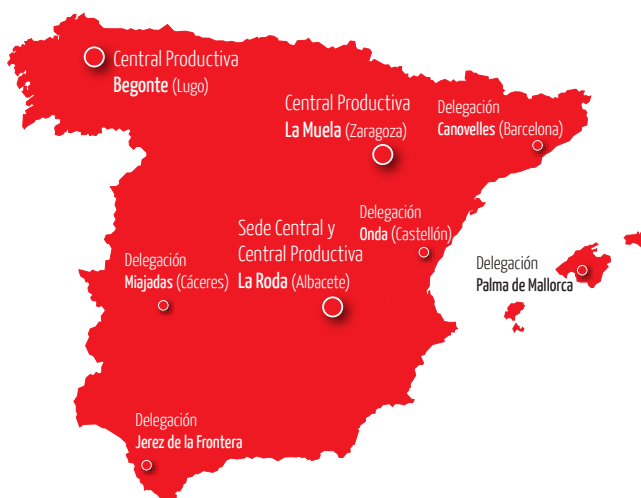 Central Productiva
Begonte (Lugo)
Central Productiva
La Muela (Zaragoza)
Delegación
Canovelles (Barcelona)
Delegación
Onda (Castellón)
Sede Central y
Central Productiva
La Roda (Albacete)
Delegación
Miajadas (Cáceres)
Delegación
Palma de Mallorca
Delegación
Jerez de la Frontera